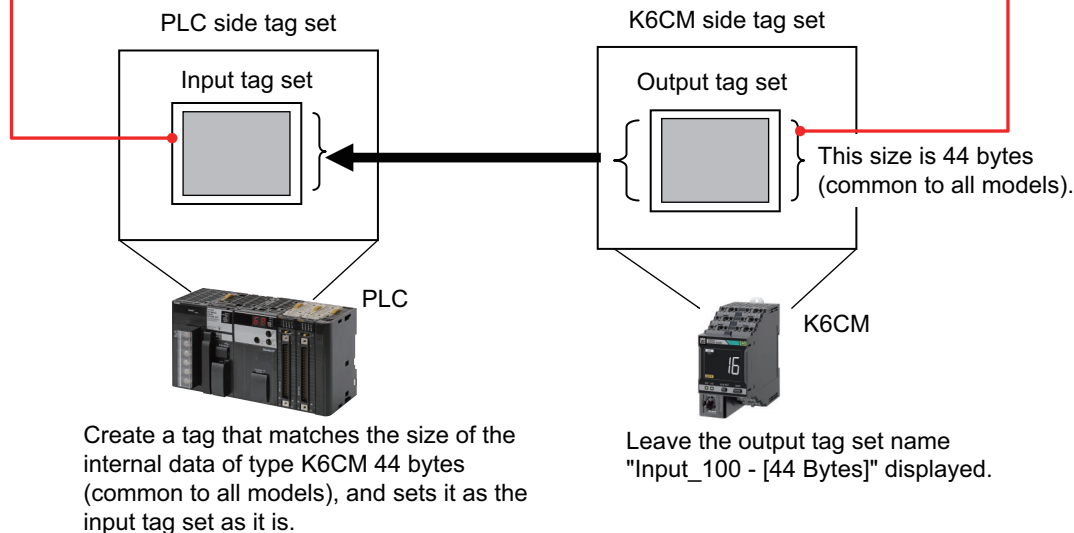 PLC side tag set
K6CM side tag set
Input tag set
Output tag set
This size is 44 bytes
(common to all models).
PLC
K6CM
16
Create a tag that matches the size of the
internal data of type K6CM 44 bytes
(common to all models), and sets it as the
input tag set as it is.
Leave the output tag set name
"Input_100 - [44 Bytes]" displayed.